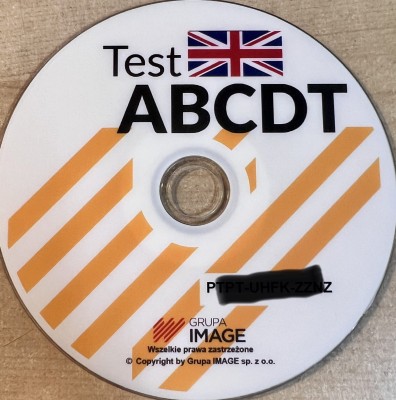 Test
ABCDT
GRUPA
IMAGE
Wszelkie prawa zastrzeżone
© Copyright by Grupa IMAGE sp. z o.o.